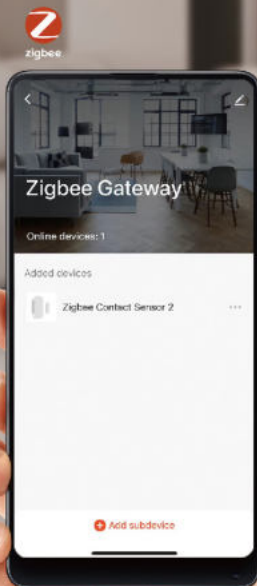 zigbee
Zigbee Gateway
Online devices: 1
Added devices
Zigbee Contact Sensor 2
Add subdevice